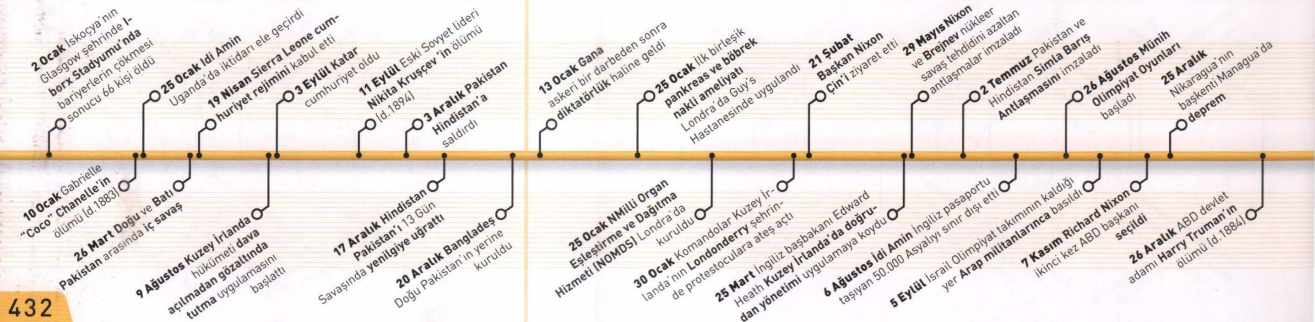 2 Ocak İskoçya'nın
Glasgow şehrinde I-
borx Stadyumu'nda
bariyerlerin çökmesi
sonucu 66 kişi öldü
25 Ocak Idi Amin
Uganda'da iktidarı ele geçirdi
19 Nisan Sierra Leone cum-
huriyet rejimini kabul etti
3 Eylül Katar
cumhuriyet oldu
11 Eylül Eski Sovyet lideri
Nikita Kruşçev'in ölümü
(d.1894)
3 Aralık Pakistan
Hindistan'a
saldırdı
13 Ocak Gana
askeri bir darbeden sonra
diktatörlük haline geldi
25 Ocak İlk birleşik
pankreas ve böbrek
nakli ameliyatı
Londra'da Guy's
Hastanesinde uygulandı
21 Şubat
Başkan Nixon
Çin'i ziyaret etti
29 Mayıs Nixon
ve Brejnev nükleer
savaş tehdidini azaltan
antlaşmalar imzaladı
2 Temmuz Pakistan ve
Hindistan Simla Barış
Antlaşmasını imzaladı
26 Ağustos Münih
Olimpiyat Oyunları
başladı
25 Aralık
Nikaragua'nın
başkenti Managua'da
deprem
10 Ocak Gabrielle
"Coco" Chanelle'in
ölümü (d.1883)
26 Mart Doğu ve Batı
Pakistan arasında iç savaş
9 Ağustos Kuzey İrlanda
hükümeti dava
açılmadan gözaltında
tutma uygulamasını
başlattı
17 Aralık Hindistan
Pakistan'ı 13 Gün
Savaşında yenilgiye uğrattı
20 Aralık Bangladeş
Doğu Pakistan'ın yerine
kuruldu
25 Ocak NMilli Organ
Eşleştirme ve Dağıtma
Hizmeti (NOMDS) Londra'da
kuruldu
30 Ocak Komandolar Kuzey İr-
landa'nın Londonderry şehrin-
de protestoculara ateş açtı
25 Mart İngiliz başbakanı Edward
Heath Kuzey İrlanda'da doğru-
dan yönetimi uygulamaya koydu
6 Ağustos Idi Amin İngiliz pasaportu
taşıyan 50.000 Asyalıyı sınır dışı etti
5 Eylül İsrail Olimpiyat takımının kaldığı
yer Arap militanlarınca basıldı
7 Kasım Richard Nixon
ikinci kez ABD başkanı
seçildi
26 Aralık ABD devlet
adamı Harry Truman'ın
ölümü (d.1884)
432